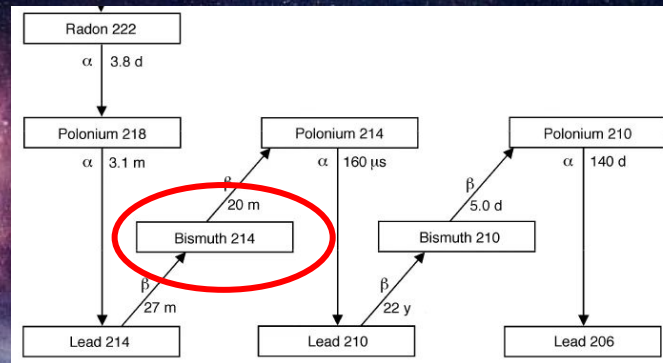 Radon 222
α 3.8 d
Polonium 218
Polonium 214
Polonium 210
α 3.1 m
α 160 µs
α 140 d
β
20 m
β
5.0 d
Bismuth 214
Bismuth 210
β
27 m
β
22 y
Lead 214
Lead 210
Lead 206